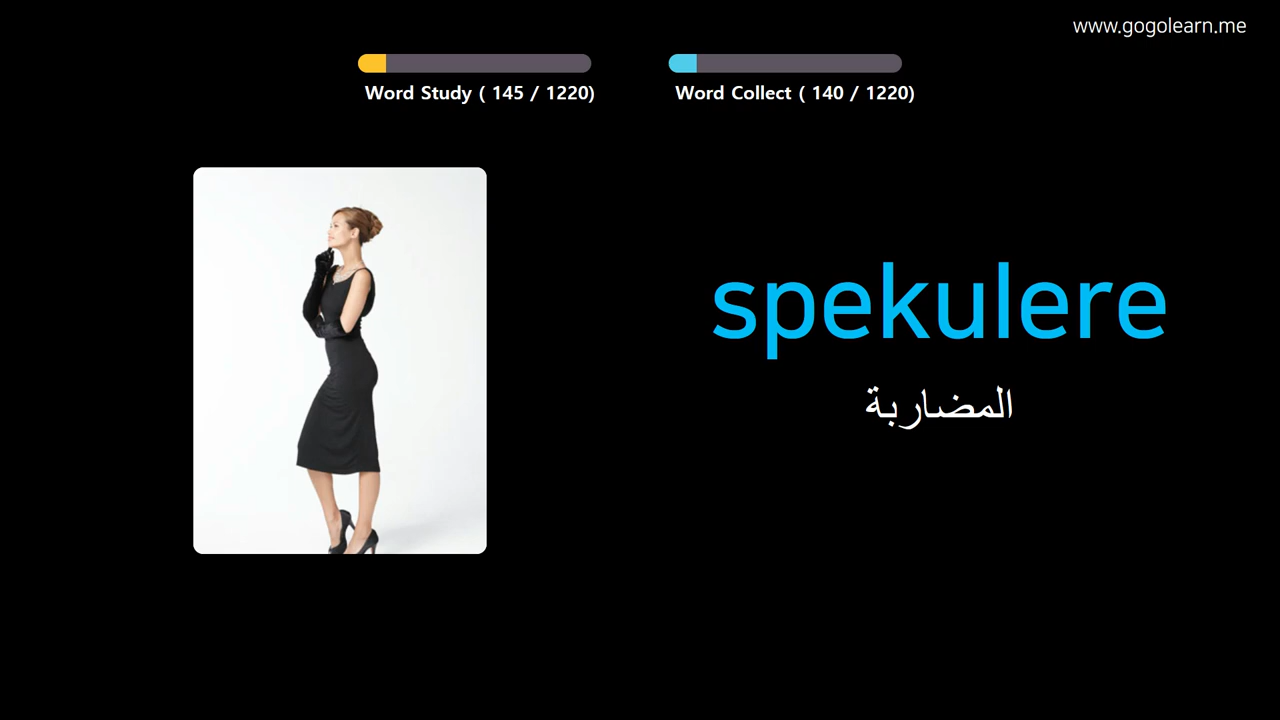 www.gogolearn.me
Word Study ( 145 / 1220)
Word Collect ( 140 / 1220)
spekulere
المضاربة